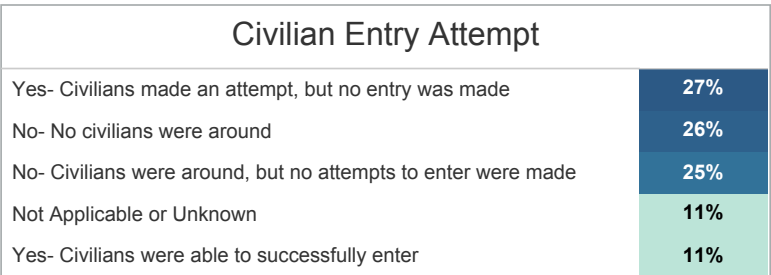 Civilian Entry Attempt
Yes- Civilians made an attempt, but no entry was made 27%
No- No civilians were around 26%
No- Civilians were around, but no attempts to enter were made 25%
Not Applicable or Unknown 11%
Yes- Civilians were able to successfully enter 11%